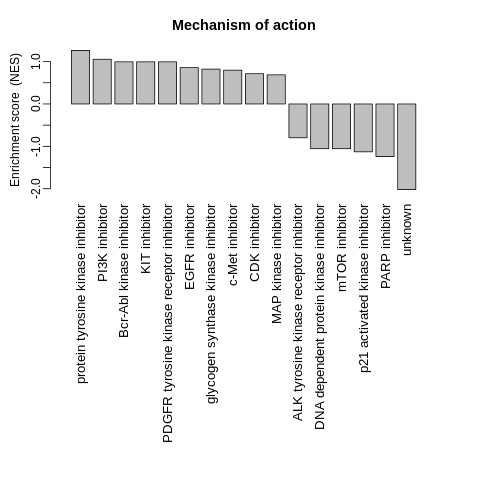 Mechanism of action
Enrichment score (NES)
1.0
0.0
-1.0
-2.0
protein tyrosine kinase inhibitor
PI3K inhibitor
Bcr-Abl kinase inhibitor
KIT inhibitor
PDGFR tyrosine kinase receptor inhibitor
EGFR inhibitor
glycogen synthase kinase inhibitor
c-Met inhibitor
CDK inhibitor
MAP kinase inhibitor
ALK tyrosine kinase receptor inhibitor
DNA dependent protein kinase inhibitor
mTOR inhibitor
p21 activated kinase inhibitor
PARP inhibitor
unknown